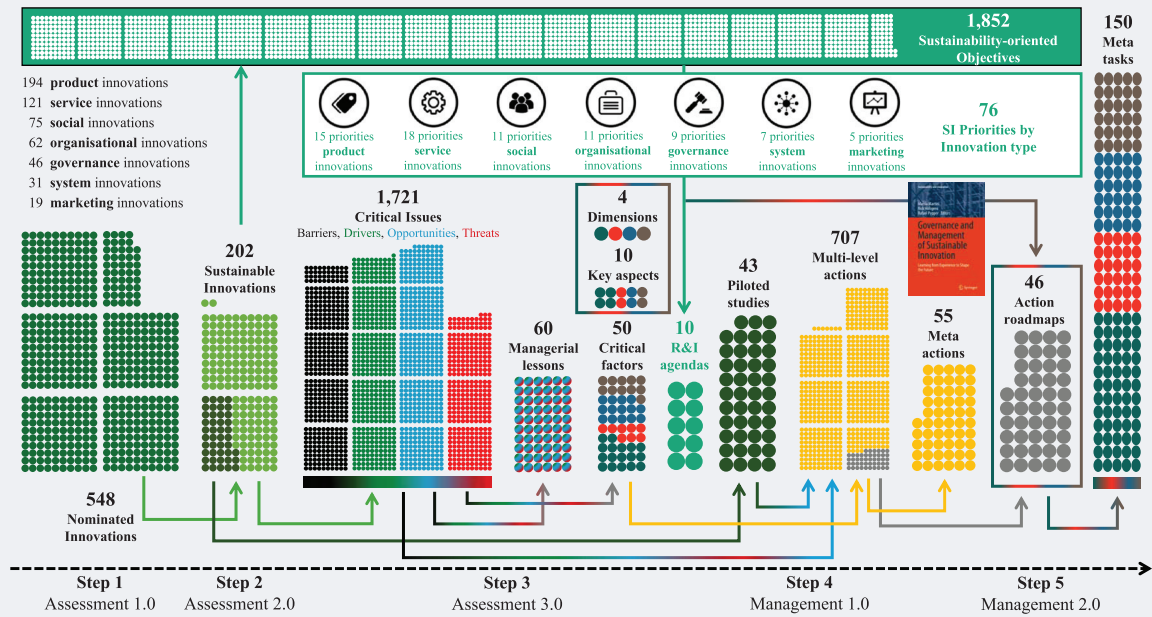 1,852
Sustainability-oriented
Objectives
150
Meta
tasks
194 product innovations
121 service innovations
75 social innovations
62 organisational innovations
46 governance innovations
31 system innovations
19 marketing innovations
15 priorities
product
innovations
18 priorities
service
innovations
11 priorities
social
innovations
11 priorities
organisational
innovations
9 priorities
governance
innovations
7 priorities
system
innovations
5 priorities
marketing
innovations
76
SI Priorities by
Innovation type
1,721
Critical Issues
Barriers, Drivers, Opportunities, Threats
4
Dimensions
10
Key aspects
202
Sustainable
Innovations
43
Piloted
studies
707
Multi-level
actions
Governance and
Management
of Sustainable
Innovation
Springer
46
Action
roadmaps
60
Managerial
lessons
50
Critical
factors
10
R&I
agendas
55
Meta
actions
548
Nominated
Innovations
Step 1
Assessment 1.0
Step 2
Assessment 2.0
Step 3
Assessment 3.0
Step 4
Management 1.0
Step 5
Management 2.0